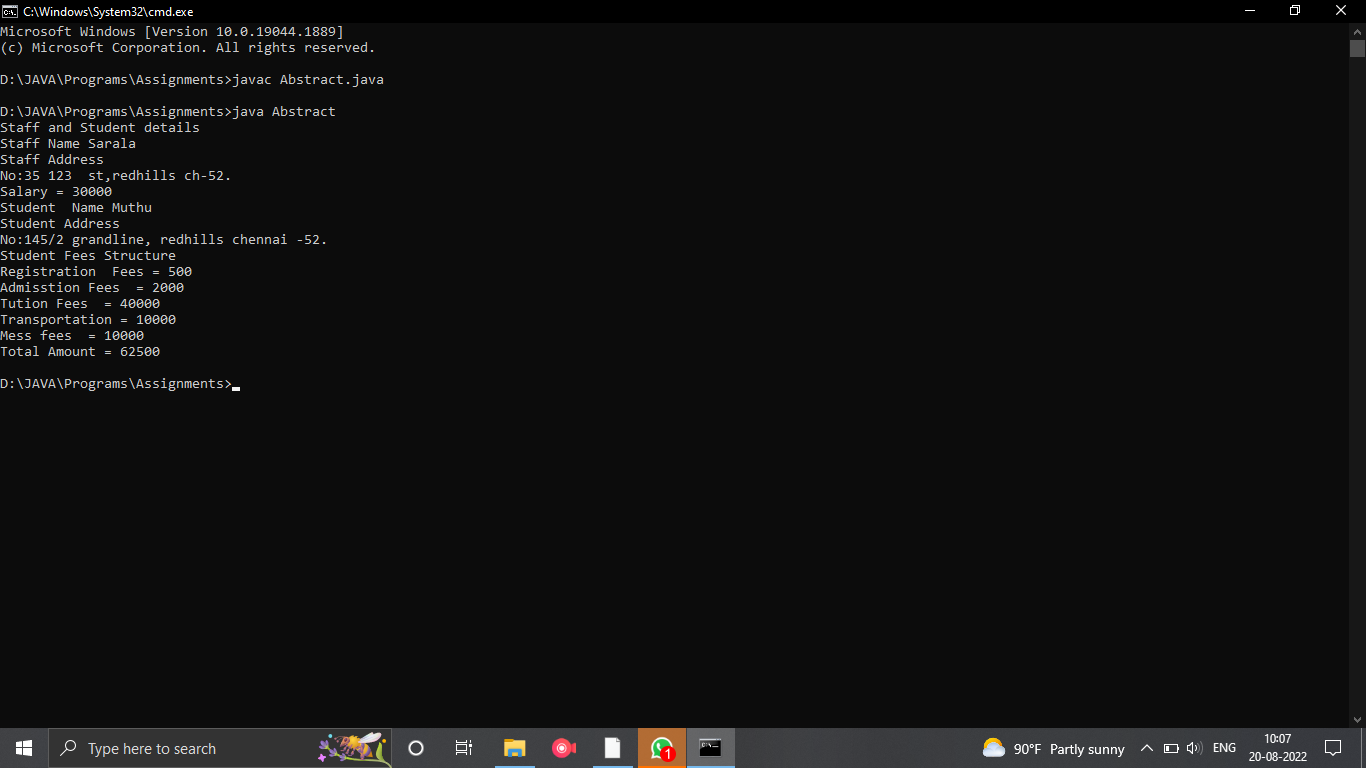 C:\Windows\System32\cmd.exe
Microsoft Windows [Version 10.0.19044.1889]
(c) Microsoft Corporation. All rights reserved.
D:\JAVA\Programs\Assignments>javac Abstract.java
D:\JAVA\Programs\Assignments>java Abstract
Staff and Student details
Staff Name Sarala
Staff Address
No:35 123  st,redhills ch-52.
Salary = 30000
Student  Name Muthu
Student Address
No:145/2 grandline, redhills chennai -52.
Student Fees Structure
Registration  Fees = 500
Admisstion Fees  = 2000
Tution Fees  = 40000
Transportation = 10000
Mess fees  = 10000
Total Amount = 62500
D:\JAVA\Programs\Assignments>
Type here to search
1
90°F Partly sunny
ENG
10:07
20-08-2022